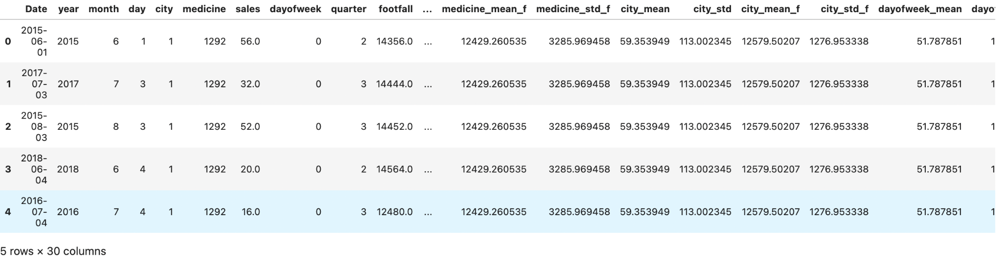 Date year month day city medicine sales dayofweek quarter footfall ... medicine_mean_f medicine_std_f city_mean city_std city_mean_f city_std_f dayofweek_mean dayo
0 2015-06-01 2015 6 1 1 1292 56.0 0 2 14356.0 ... 12429.260535 3285.969458 59.353949 113.002345 12579.50207 1276.953338 51.787851 1
1 2017-07-03 2017 7 3 1 1292 32.0 0 3 14444.0 ... 12429.260535 3285.969458 59.353949 113.002345 12579.50207 1276.953338 51.787851 1
2 2015-08-03 2015 8 3 1 1292 52.0 0 3 14452.0 ... 12429.260535 3285.969458 59.353949 113.002345 12579.50207 1276.953338 51.787851 1
3 2018-06-04 2018 6 4 1 1292 20.0 0 2 14564.0 ... 12429.260535 3285.969458 59.353949 113.002345 12579.50207 1276.953338 51.787851 1
4 2016-07-04 2016 7 4 1 1292 16.0 0 3 12480.0 ... 12429.260535 3285.969458 59.353949 113.002345 12579.50207 1276.953338 51.787851 1
5 rows × 30 columns